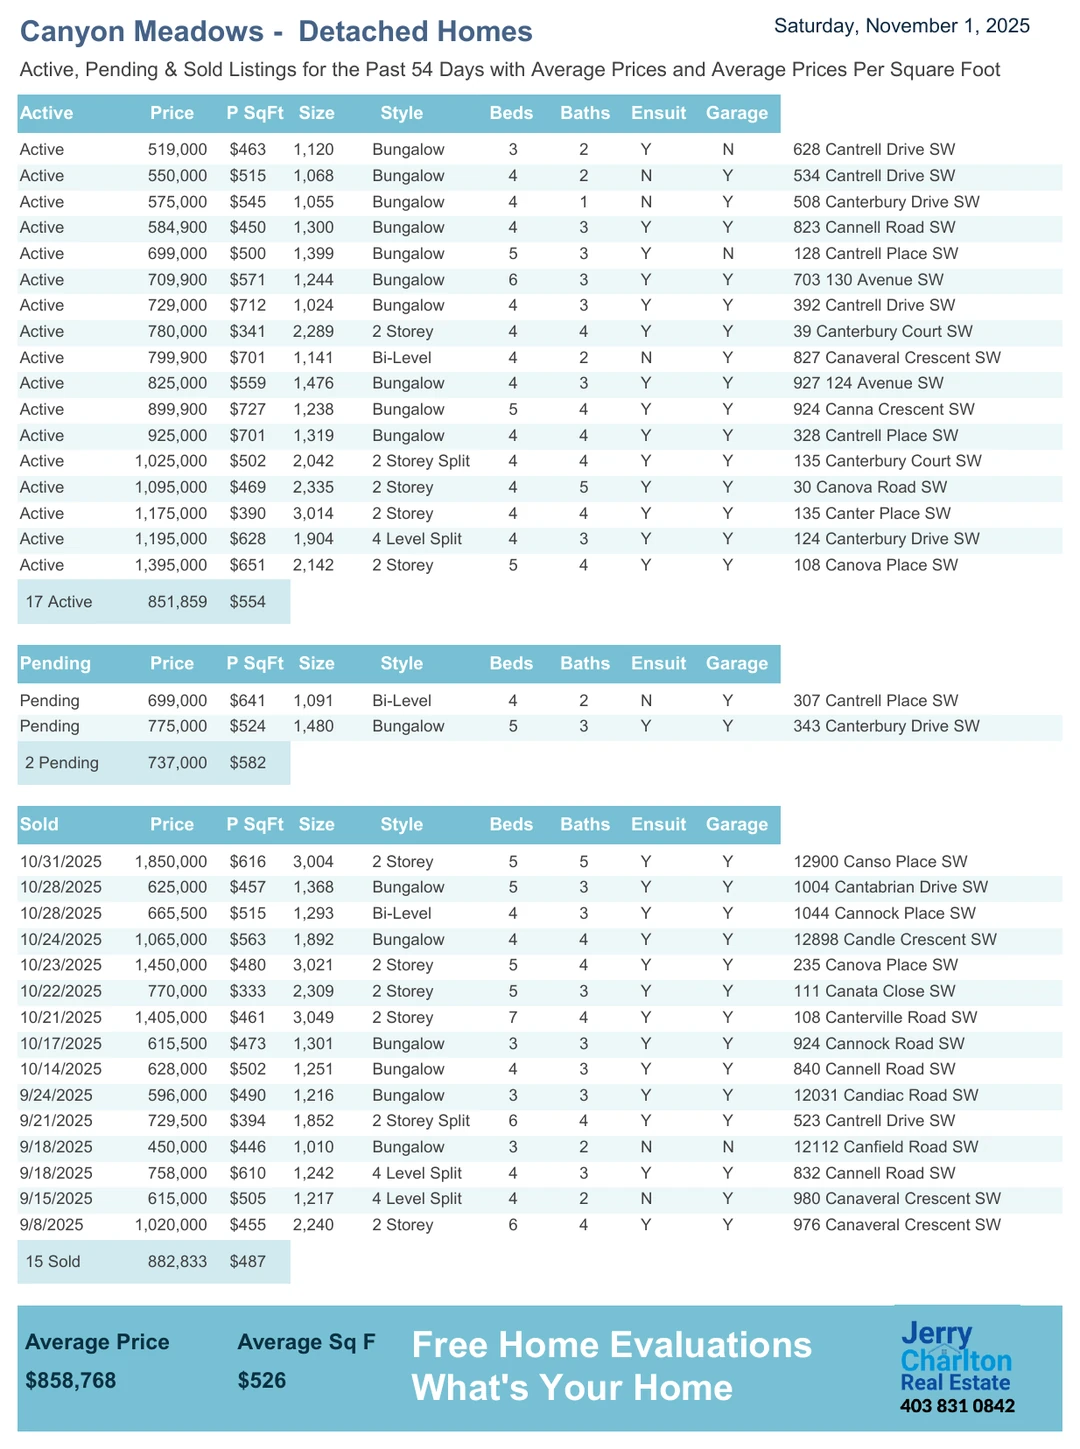 Canyon Meadows - Detached Homes
Saturday, November 1, 2025
Active, Pending & Sold Listings for the Past 54 Days with Average Prices and Average Prices Per Square Foot
Active Price P SqFt Size Style Beds Baths Ensuit Garage
Active 519,000 $463 1,120 Bungalow 3 2 Y N 628 Cantrell Drive SW
Active 550,000 $515 1,068 Bungalow 4 2 N Y 534 Cantrell Drive SW
Active 575,000 $545 1,055 Bungalow 4 1 N Y 508 Canterbury Drive SW
Active 584,900 $450 1,300 Bungalow 4 3 Y Y 823 Cannell Road SW
Active 699,000 $500 1,399 Bungalow 5 3 Y N 128 Cantrell Place SW
Active 709,900 $571 1,244 Bungalow 6 3 Y Y 703 130 Avenue SW
Active 729,000 $712 1,024 Bungalow 4 3 Y Y 392 Cantrell Drive SW
Active 780,000 $341 2,289 2 Storey 4 4 Y Y 39 Canterbury Court SW
Active 799,900 $701 1,141 Bi-Level 4 2 N Y 827 Canaveral Crescent SW
Active 825,000 $559 1,476 Bungalow 4 3 Y Y 927 124 Avenue SW
Active 899,900 $727 1,238 Bungalow 5 4 Y Y 924 Canna Crescent SW
Active 925,000 $701 1,319 Bungalow 4 4 Y Y 328 Cantrell Place SW
Active 1,025,000 $502 2,042 2 Storey Split 4 4 Y Y 135 Canterbury Court SW
Active 1,095,000 $469 2,335 2 Storey 4 5 Y Y 30 Canova Road SW
Active 1,175,000 $390 3,014 2 Storey 4 4 Y Y 135 Canter Place SW
Active 1,195,000 $628 1,904 4 Level Split 4 3 Y Y 124 Canterbury Drive SW
Active 1,395,000 $651 2,142 2 Storey 5 4 Y Y 108 Canova Place SW
17 Active 851,859 $554
Pending Price P SqFt Size Style Beds Baths Ensuit Garage
Pending 699,000 $641 1,091 Bi-Level 4 2 N Y 307 Cantrell Place SW
Pending 775,000 $524 1,480 Bungalow 5 3 Y Y 343 Canterbury Drive SW
2 Pending 737,000 $582
Sold Price P SqFt Size Style Beds Baths Ensuit Garage
10/31/2025 1,850,000 $616 3,004 2 Storey 5 5 Y Y 12900 Canso Place SW
10/28/2025 625,000 $457 1,368 Bungalow 5 3 Y Y 1004 Cantabrian Drive SW
10/28/2025 665,500 $515 1,293 Bi-Level 4 3 Y Y 1044 Cannock Place SW
10/24/2025 1,065,000 $563 1,892 Bungalow 4 4 Y Y 12898 Candle Crescent SW
10/23/2025 1,450,000 $480 3,021 2 Storey 5 4 Y Y 235 Canova Place SW
10/22/2025 770,000 $333 2,309 2 Storey 5 3 Y Y 111 Canata Close SW
10/21/2025 1,405,000 $461 3,049 2 Storey 7 4 Y Y 108 Canterville Road SW
10/17/2025 615,500 $473 1,301 Bungalow 3 3 Y Y 924 Cannock Road SW
10/14/2025 628,000 $502 1,251 Bungalow 4 3 Y Y 840 Cannell Road SW
9/24/2025 596,000 $490 1,216 Bungalow 3 3 Y Y 12031 Candiac Road SW
9/21/2025 729,500 $394 1,852 2 Storey Split 6 4 Y Y 523 Cantrell Drive SW
9/18/2025 450,000 $446 1,010 Bungalow 3 2 N N 12112 Canfield Road SW
9/18/2025 758,000 $610 1,242 4 Level Split 4 3 Y Y 832 Cannell Road SW
9/15/2025 615,000 $505 1,217 4 Level Split 4 2 N Y 980 Canaveral Crescent SW
9/8/2025 1,020,000 $455 2,240 2 Storey 6 4 Y Y 976 Canaveral Crescent SW
15 Sold 882,833 $487
Average Price Average Sq F
$858,768 $526
Free Home Evaluations
What's Your Home
Jerry
Charlton
Real Estate
403 831 0842